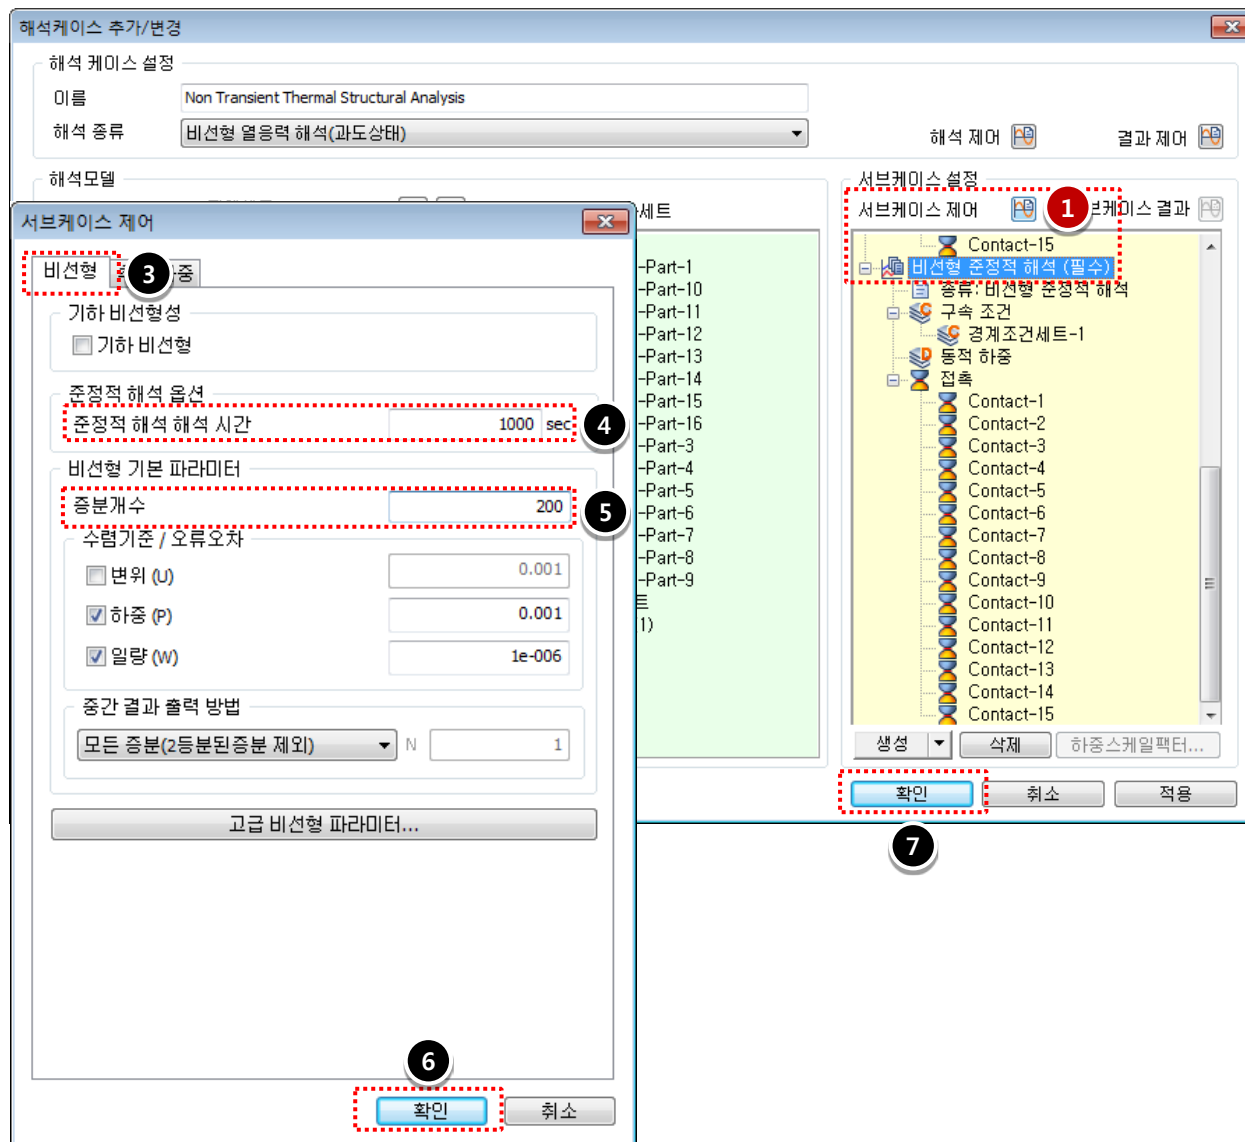 해석케이스 추가/변경
해석 케이스 설정
이름
Non Transient Thermal Structural Analysis
해석 종류
비선형 열응력 해석(과도상태)
해석 제어
결과 제어
해석모델
세트
-Part-1
-Part-10
-Part-11
-Part-12
-Part-13
-Part-14
-Part-15
-Part-16
-Part-3
-Part-4
-Part-5
-Part-6
-Part-7
-Part-8
-Part-9
트
1)
서브케이스 설정
서브케이스 제어
1
브케이스 결과
Contact-15
비선형 준정적 해석 (필수)
종류: 비선형 준정적 해석
구속 조건
경계조건세트-1
동적 하중
접촉
Contact-1
Contact-2
Contact-3
Contact-4
Contact-5
Contact-6
Contact-7
Contact-8
Contact-9
Contact-10
Contact-11
Contact-12
Contact-13
Contact-14
Contact-15
생성
삭제
하중스케일팩터...
확인
취소
적용
7
서브케이스 제어
비선형
3
중
기하 비선형성
기하 비선형
준정적 해석 옵션
준정적 해석 해석 시간
1000 sec
4
비선형 기본 파라미터
증분개수
200
5
수렴기준 / 오류오차
변위 (U)
0.001
하중 (P)
0.001
일량 (W)
1e-006
중간 결과 출력 방법
모든 증분(2등분된증분 제외)
N
1
고급 비선형 파라미터...
6
확인
취소